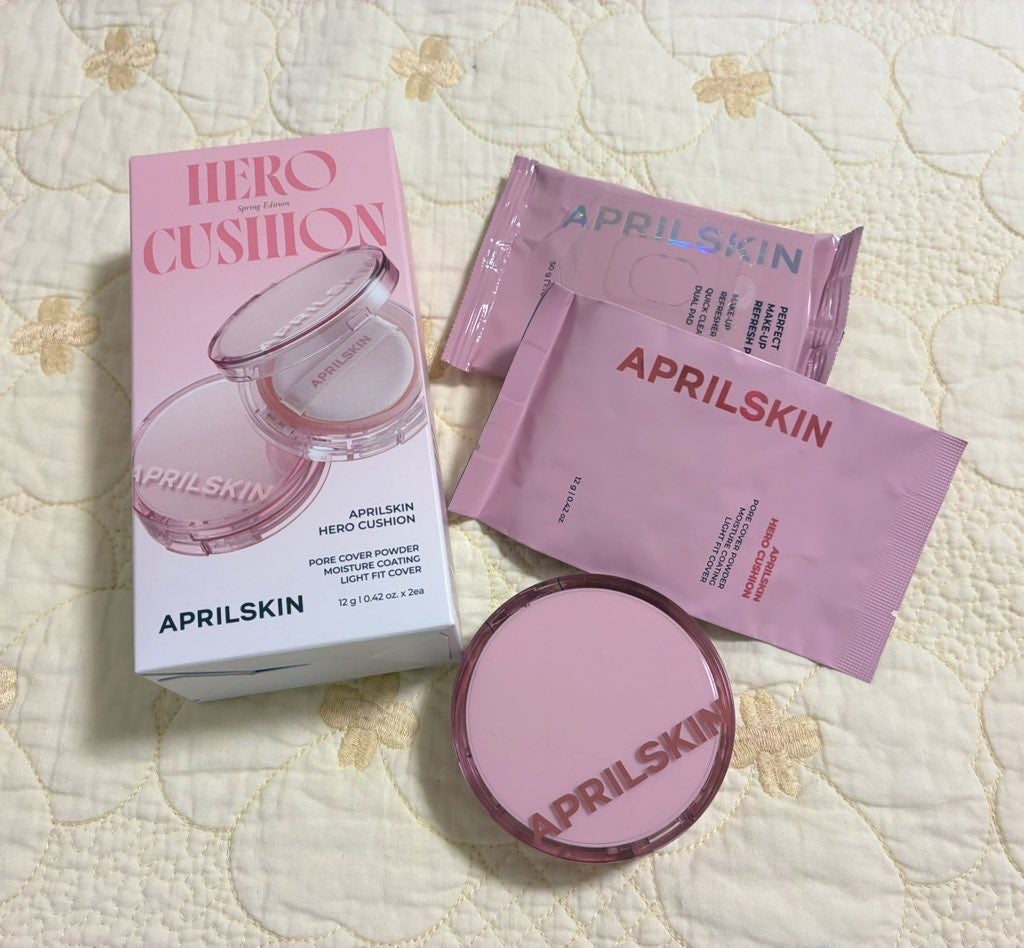 HERO
Spring Edition
CUSHION
APRILSKIN
APRILSKIN
APRILSKIN
HERO CUSHION
PORE COVER POWDER
MOISTURE COATING
LIGHT FIT COVER
12 g l 0.42 oz. x 2ea
APRILSKIN
APRILSKIN
PERFECT
MAKE-UP
REFRESH
MAKE-UP
REFRESHER
QUICK
DUAL PAD
50 g
APRILSKIN
12 g l 0.42 oz.
APRILSKIN
HERO CUSHION
PORE COVER POWDER
MOISTURE COATING
LIGHT FIT COVER
APRILSKIN